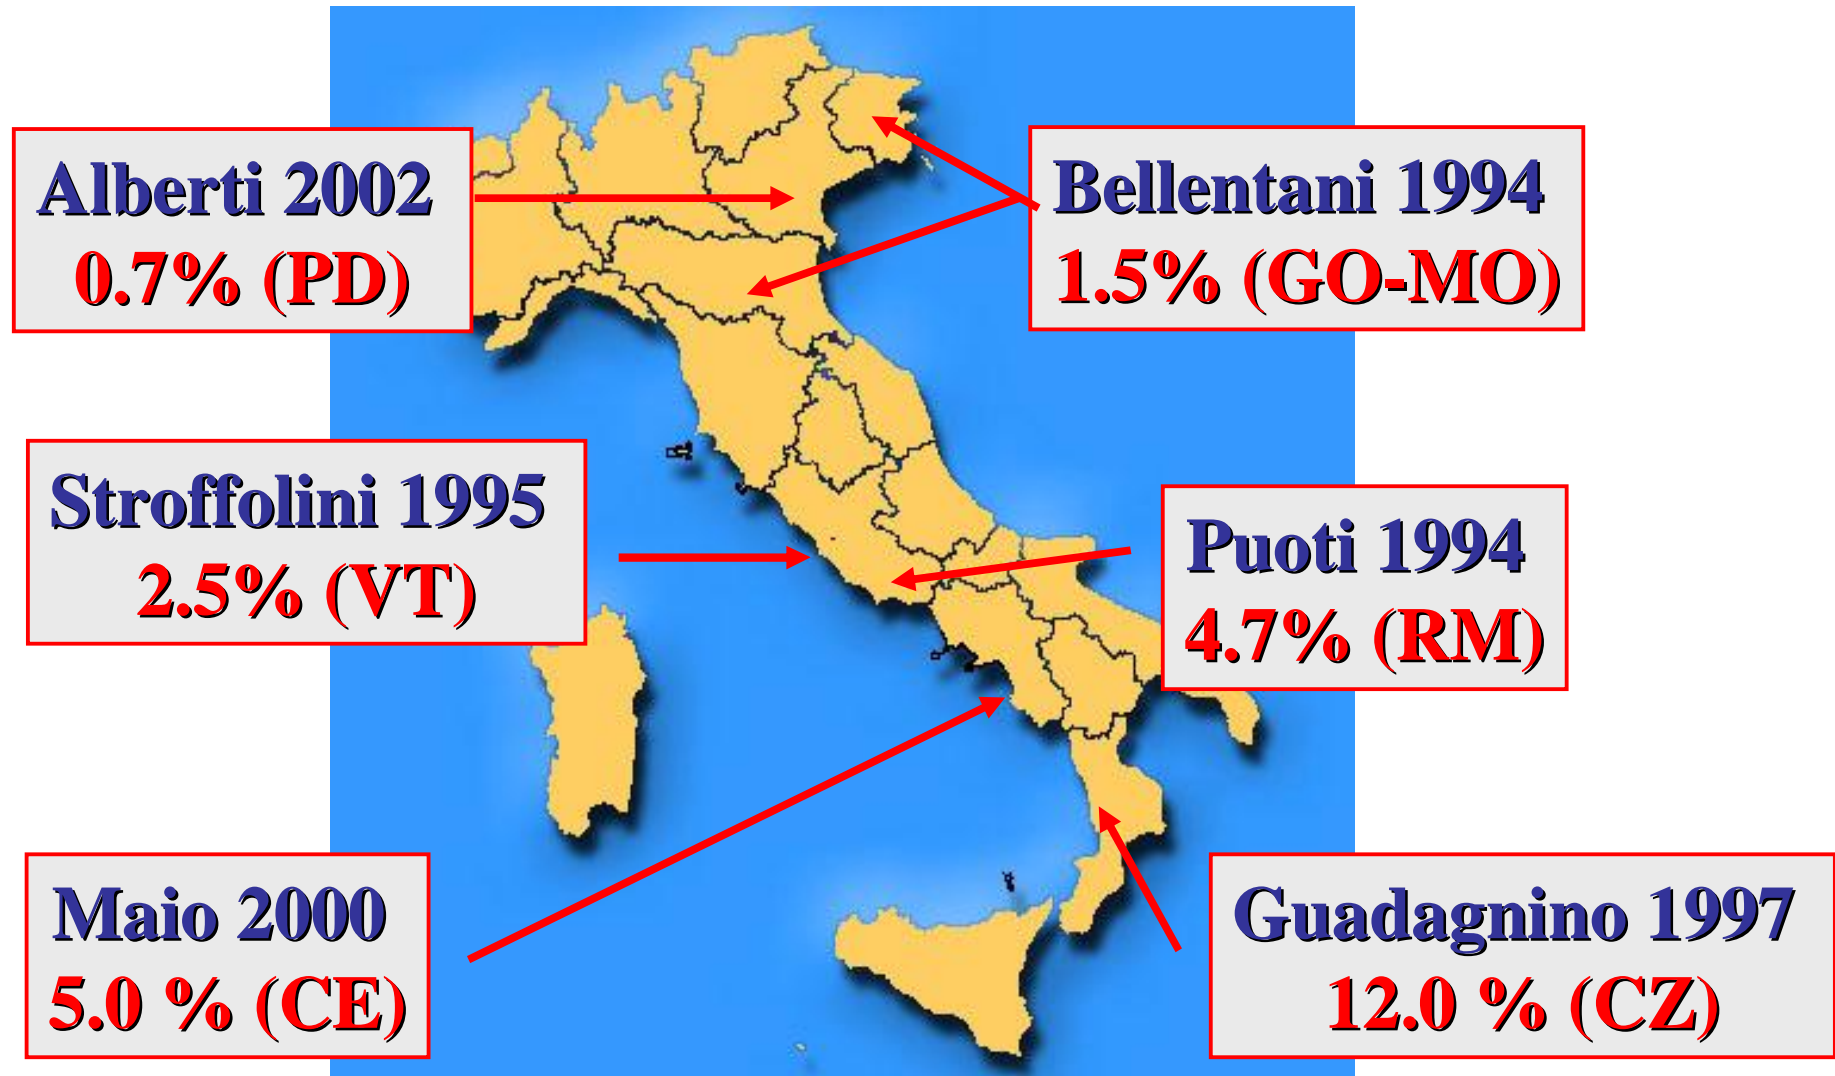 Alberti 2002
0.7% (PD)
Bellentani 1994
1.5% (GO-MO)
Stroffolini 1995
2.5% (VT)
Puoti 1994
4.7% (RM)
Maio 2000
5.0 % (CE)
Guadagnino 1997
12.0 % (CZ)